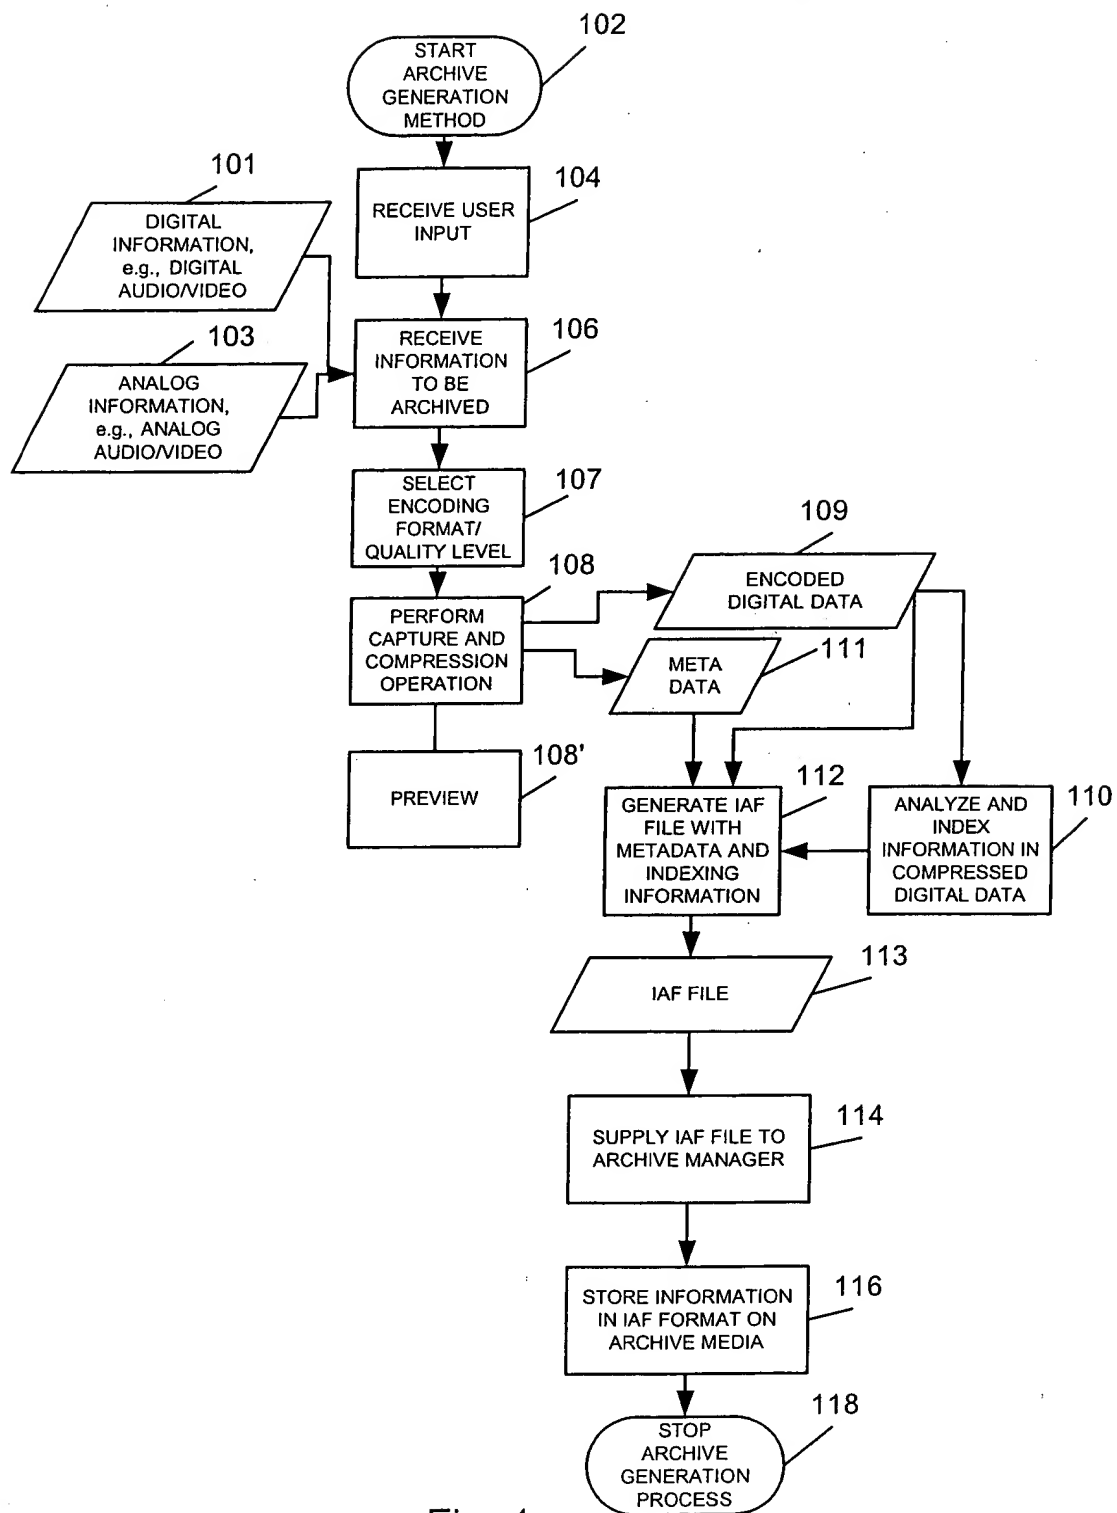 102
START
ARCHIVE
GENERATION
METHOD
101
104
DIGITAL
INFORMATION,
e.g., DIGITAL
AUDIO/VIDEO
RECEIVE USER
INPUT
103
106
ANALOG
INFORMATION,
e.g., ANALOG
AUDIO/VIDEO
RECEIVE
INFORMATION
TO BE
ARCHIVED
107
SELECT
ENCODING
FORMAT/
QUALITY LEVEL
109
ENCODED
DIGITAL DATA
108
PERFORM
CAPTURE AND
COMPRESSION
OPERATION
111
META
DATA
108'
PREVIEW
112
GENERATE IAF
FILE WITH
METADATA AND
INDEXING
INFORMATION
110
ANALYZE AND
INDEX
INFORMATION IN
COMPRESSED
DIGITAL DATA
113
IAF FILE
114
SUPPLY IAF FILE TO
ARCHIVE MANAGER
116
STORE INFORMATION
IN IAF FORMAT ON
ARCHIVE MEDIA
118
STOP
ARCHIVE
GENERATION
PROCESS